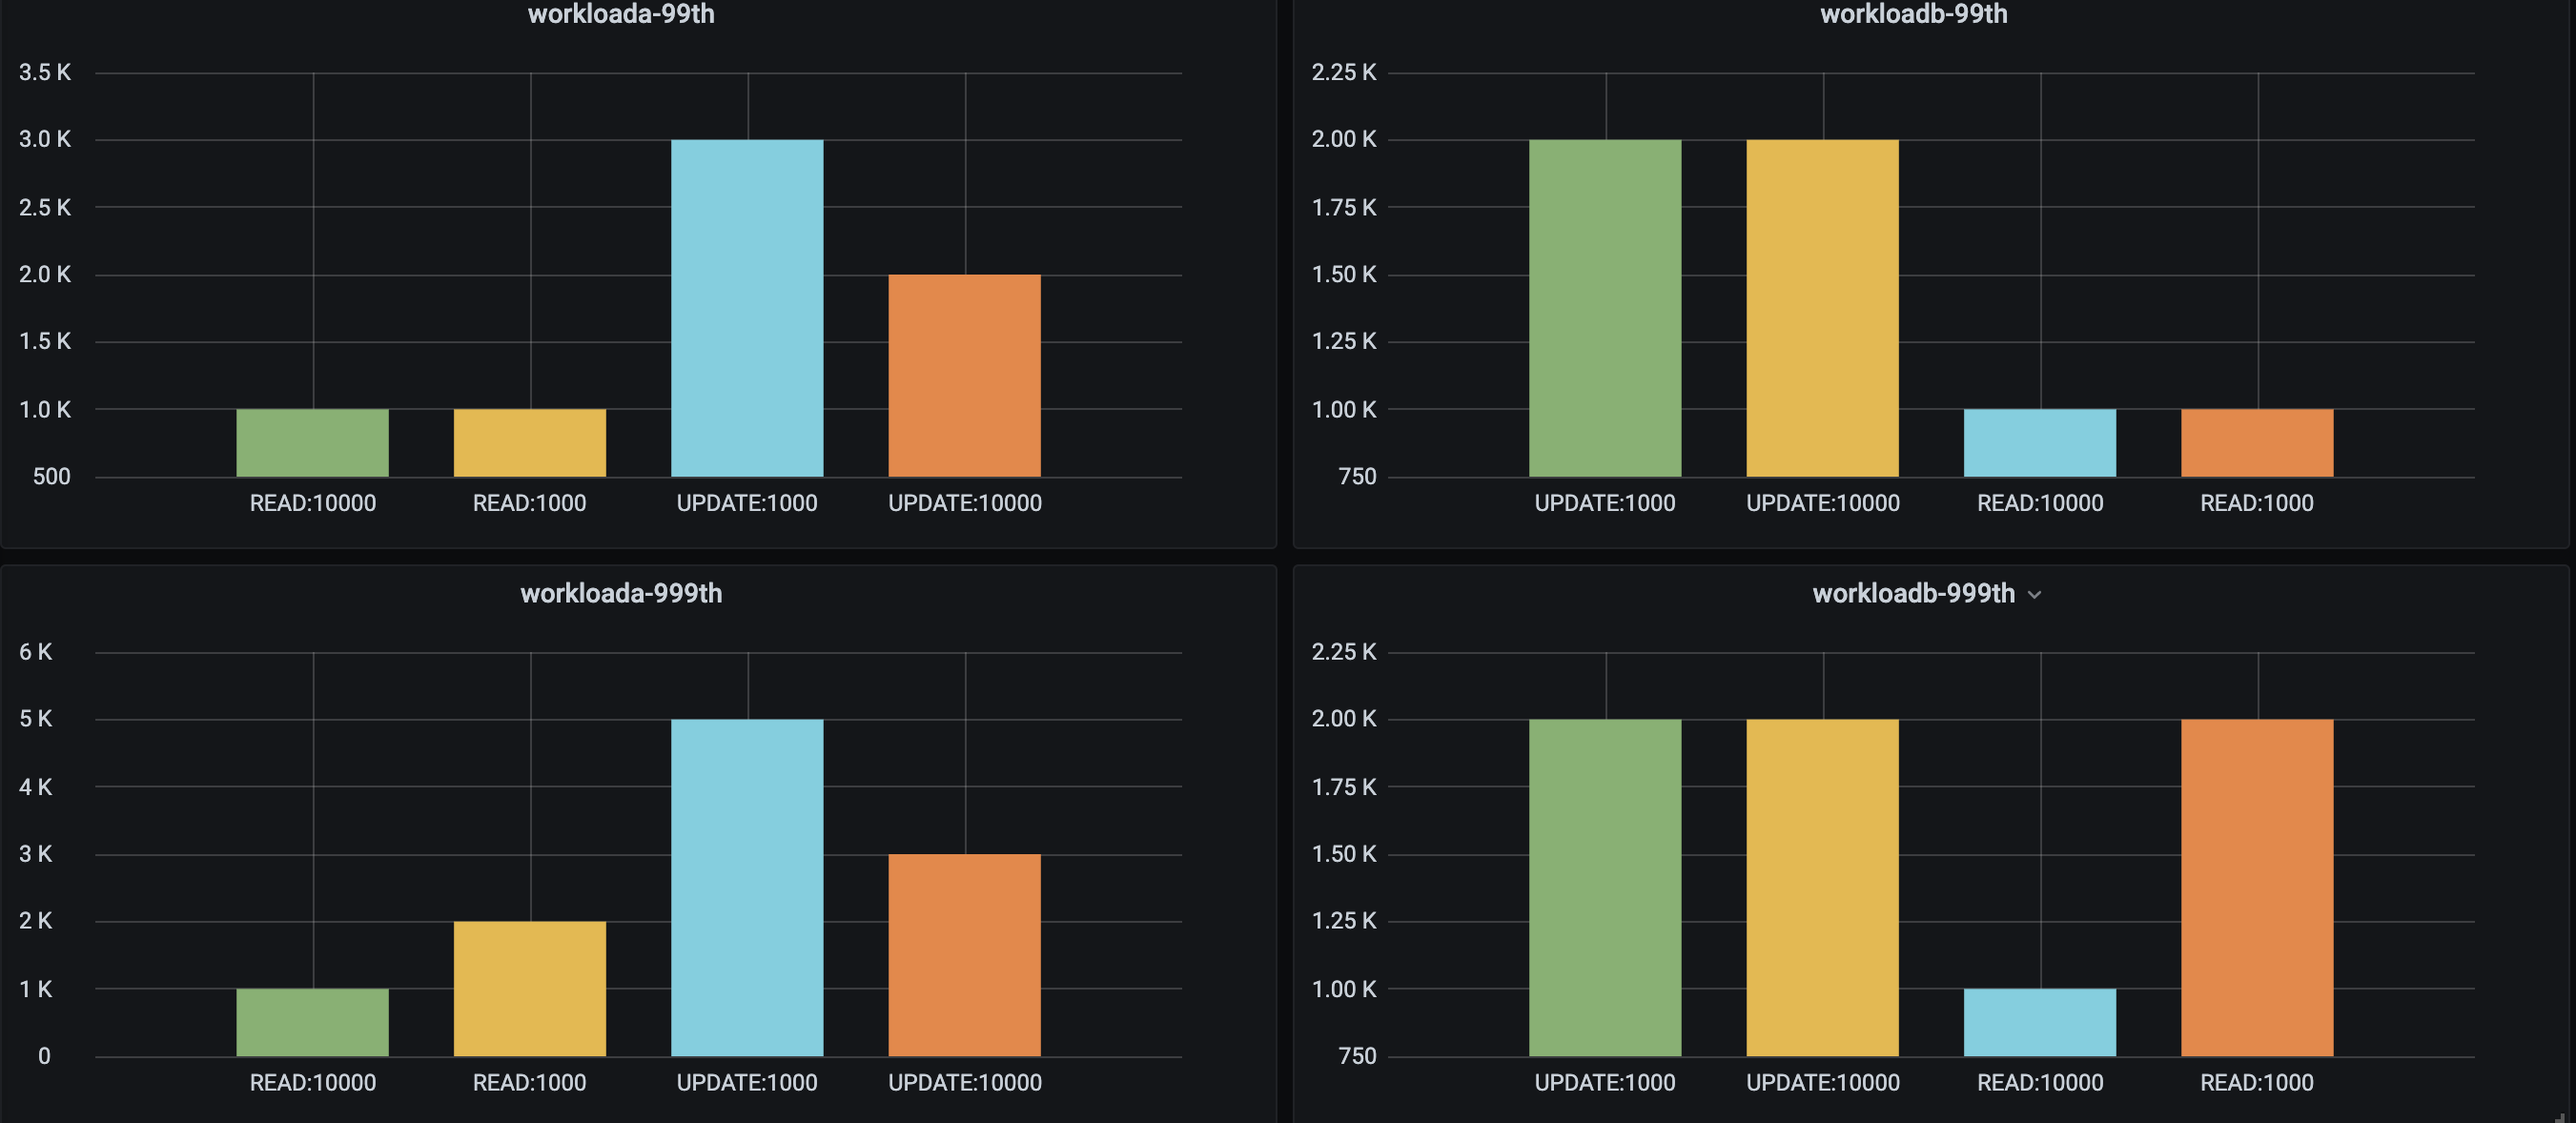 workloada-99th
3.5 K
3.0 K
2.5 K
2.0 K
1.5 K
1.0 K
500
READ:10000 READ:1000 UPDATE:1000 UPDATE:10000
workloadb-99th
2.25 K
2.00 K
1.75 K
1.50 K
1.25 K
1.00 K
750
UPDATE:1000 UPDATE:10000 READ:10000 READ:1000
workloada-999th
6 K
5 K
4 K
3 K
2 K
1 K
0
READ:10000 READ:1000 UPDATE:1000 UPDATE:10000
workloadb-999th
2.25 K
2.00 K
1.75 K
1.50 K
1.25 K
1.00 K
750
UPDATE:1000 UPDATE:10000 READ:10000 READ:1000